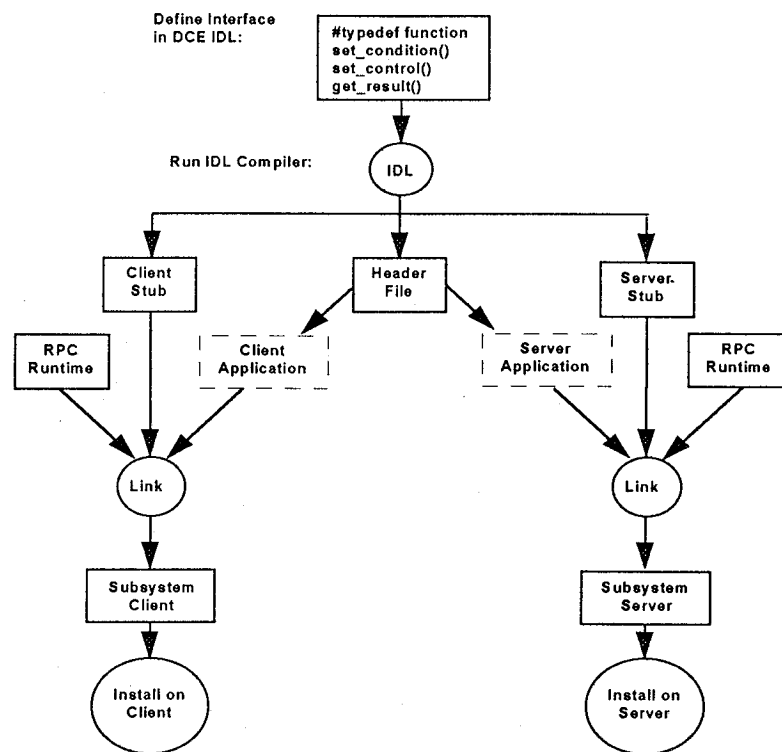 Define Interface
in DCE IDL:
#typedef function
set_condition()
set_control()
get_result()
Run IDL Compiler:
IDL
Client
Stub
Header
File
Server-
Stub
RPC
Runtime
Client
Application
Server
Application
RPC
Runtime
Link
Link
Subsystem
Client
Subsystem
Server
Install on
Client
Install on
Server